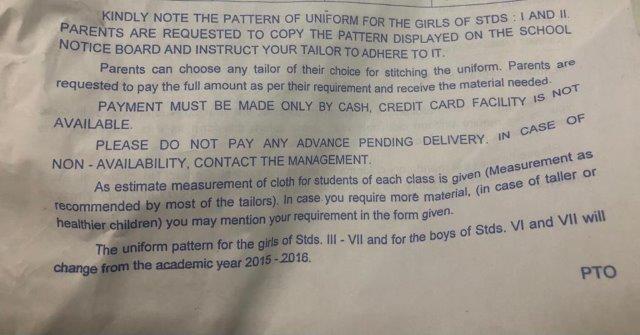 KINDLY NOTE THE PATTERN OF UNIFORM FOR THE GIRLS OF STDS : I AND II.
PARENTS ARE REQUESTED TO COPY THE PATTERN DISPLAYED ON THE SCHOOL
NOTICE BOARD AND INSTRUCT YOUR TAILOR TO ADHERE TO IT.
Parents can choose any tailor of their choice for stitching the uniform. Parents are
requested to pay the full amount as per their requirement and receive the material needed.
PAYMENT MUST BE MADE ONLY BY CASH, CREDIT CARD FACILITY IS NOT
AVAILABLE.
PLEASE DO NOT PAY ANY ADVANCE PENDING DELIVERY. IN CASE OF
NON - AVAILABILITY, CONTACT THE MANAGEMENT.
As estimate measurement of cloth for students of each class is given (Measurement as
recommended by most of the tailors). In case you require more material, (in case of taller or
healthier children) you may mention your requirement in the form given.
The uniform pattern for the girls of Stds. III - VII and for the boys of Stds. VI and VII will
change from the academic year 2015 - 2016.
PTO